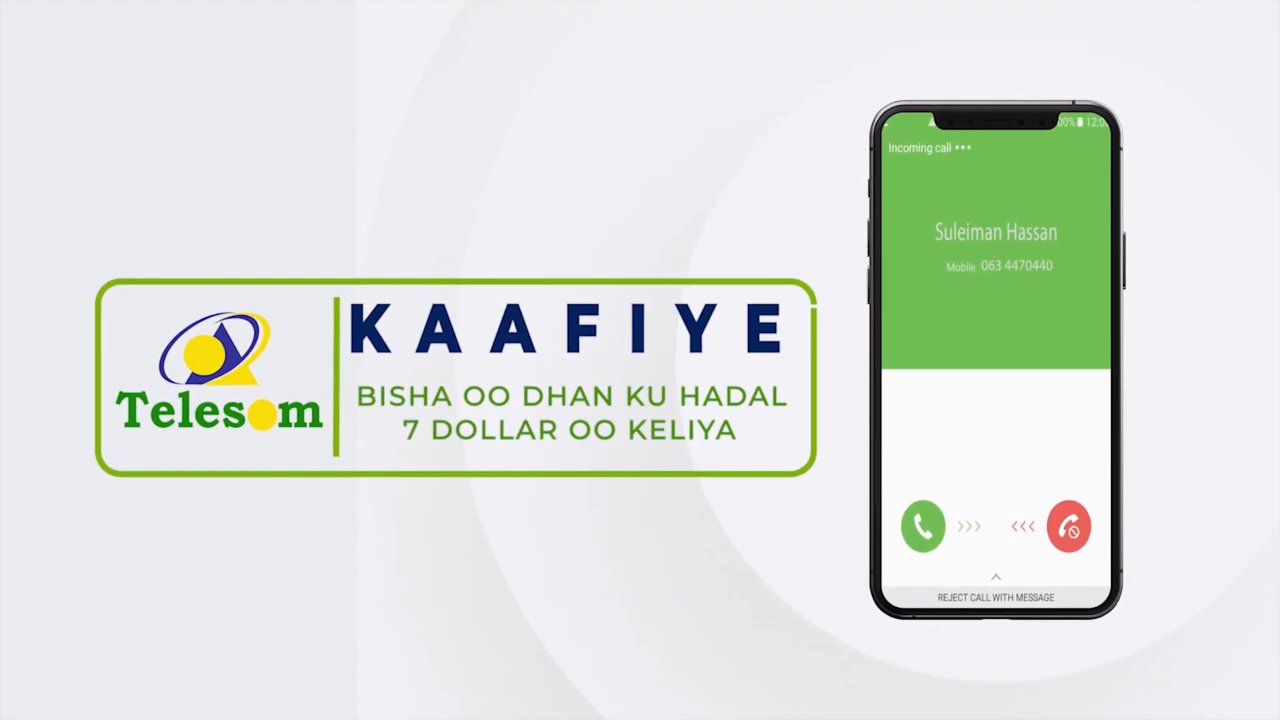 Telesom
KAAFIYE
BISHA OO DHAN KU HADAL
7 DOLLAR OO KELIYA
Incoming call •••
Suleiman Hassan
Mobile 063 4470440
REJECT CALL WITH MESSAGE